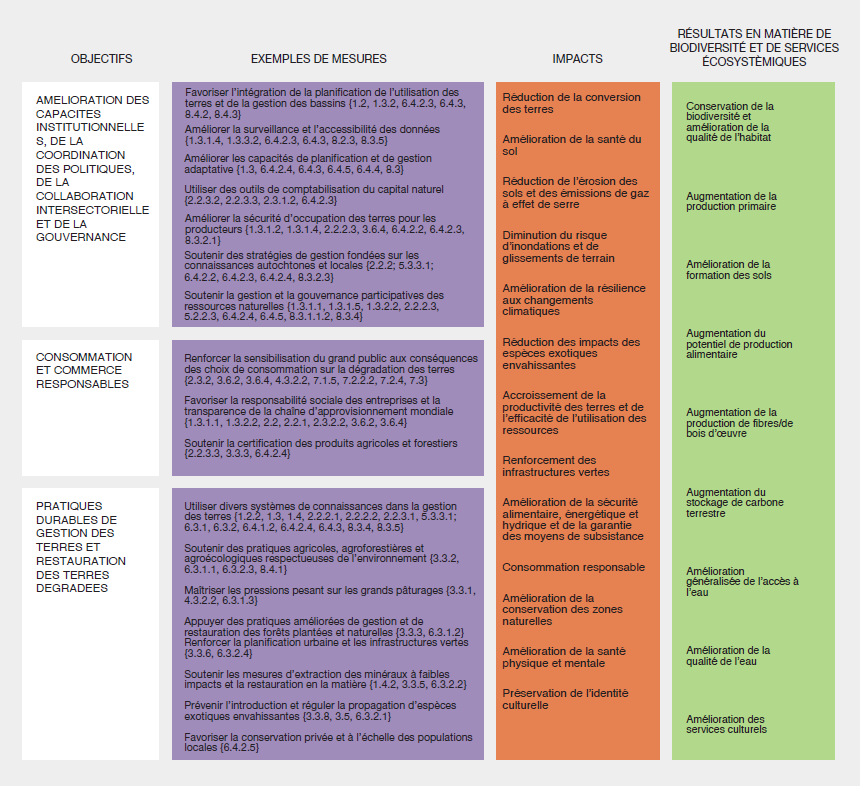 OBJECTIFS
EXEMPLES DE MESURES
IMPACTS
RÉSULTATS EN MATIÈRE DE
BIODIVERSITÉ ET DE SERVICES
ÉCOSYSTÈMIQUES
AMELIORATION DES
CAPACITES
INSTITUTIONNELLE
S, DE LA
COORDINATION
DES POLITIQUES,
DE LA
COLLABORATION
INTERSECTORIELLE
ET DE LA
GOUVERNANCE
Favoriser l'intégration de la planification de l'utilisation des
terres et de la gestion des bassins {1.2, 1.3.2, 6.4.2.3, 6.4.3,
8.4.2, 8.4.3}
Améliorer la surveillance et l'accessibilité des données
{1.3.1.4, 1.3.3.2, 6.4.2.3, 6.4.3, 8.2.3, 8.3.5}
Améliorer les capacités de planification et de gestion
adaptative {1.3, 6.4.2.4, 6.4.3, 6.4.5, 6.4.4, 8.3}
Utiliser des outils de comptabilisation du capital naturel
{2.2.3.2, 2.2.3.3, 2.3.1.2, 6.4.2.3}
Améliorer la sécurité d'occupation des terres pour les
producteurs {1.3.1.2, 1.3.1.4, 2.2.2.3, 3.6.4, 6.4.2.2, 6.4.2.3,
8.3.2.1}
Soutenir des stratégies de gestion fondées sur les
connaissances autochtones et locales {2.2.2; 5.3.3.1;
6.4.2.2, 6.4.2.3, 6.4.2.4, 8.3.2.3}
Soutenir la gestion et la gouvernance participatives des
ressources naturelles {1.3.1.1, 1.3.1.5, 1.3.2.2, 2.2.2.3,
5.2.2.3, 6.4.2.4, 6.4.5, 8.3.1.1.2, 8.3.4}
CONSOMMATION
ET COMMERCE
RESPONSABLES
Renforcer la sensibilisation du grand public aux conséquences
des choix de consommation sur la dégradation des terres
{2.3.2, 3.6.2, 3.6.4, 4.3.2.2, 7.1.5, 7.2.2.2, 7.2.4, 7.3}
Favoriser la responsabilité sociale des entreprises et la
transparence de la chaîne d'approvisionnement mondiale
{1.3.1.1, 1.3.2.2, 2.2, 2.2.1, 2.3.2.2, 3.6.2, 3.6.4}
Soutenir la certification des produits agricoles et forestiers
{2.2.3.3, 3.3.3, 6.4.2.4}
PRATIQUES
DURABLES DE
GESTION DES
TERRES ET
RESTAURATION
DES TERRES
DEGRADEES
Utiliser divers systèmes de connaissances dans la gestion
des terres {1.2.2, 1.3, 1.4, 2.2.2.1, 2.2.2.2, 2.2.3.1, 5.3.3.1;
6.3.1, 6.3.2, 6.4.1.2, 6.4.2.4, 6.4.3, 8.3.4, 8.3.5}
Soutenir des pratiques agricoles, agroforestières et
agroécologiques respectueuses de l'environnement {3.3.2,
6.3.1.1, 6.3.2.3, 8.4.1}
Maîtriser les pressions pesant sur les grands pâturages {3.3.1,
4.3.2.2, 6.3.1.3}
Appuyer des pratiques améliorées de gestion et de
restauration des forêts plantées et naturelles {3.3.3, 6.3.1.2}
Renforcer la planification urbaine et les infrastructures vertes
{3.3.6, 6.3.2.4}
Soutenir les mesures d'extraction des minéraux à faibles
impacts et la restauration en la matière {1.4.2, 3.3.5, 6.3.2.2}
Prévenir l'introduction et réguler la propagation d'espèces
exotiques envahissantes {3.3.8, 3.5, 6.3.2.1}
Favoriser la conservation privée et à l'échelle des populations
locales {6.4.2.5}
Réduction de la conversion
des terres
Amélioration de la santé du
sol
Réduction de l'érosion des
sols et des émissions de gaz
à effet de serre
Diminution du risque
d'inondations et de
glissements de terrain
Amélioration de la résilience
aux changements
climatiques
Réduction des impacts des
espèces exotiques
envahissantes
Accroissement de la
productivité des terres et de
l'efficacité de l'utilisation des
ressources
Renforcement des
infrastructures vertes
Amélioration de la sécurité
alimentaire, énergétique et
hydrique et de la garantie
des moyens de subsistance
Consommation responsable
Amélioration de la
conservation des zones
naturelles
Amélioration de la santé
physique et mentale
Préservation de l'identité
culturelle
Conservation de la
biodiversité et
amélioration de la
qualité de l'habitat
Augmentation de la
production primaire
Amélioration de la
formation des sols
Augmentation du
potentiel de production
alimentaire
Augmentation de la
production de fibres/de
bois d'œuvre
Augmentation du
stockage de carbone
terrestre
Amélioration
généralisée de l'accès à
l'eau
Amélioration de la
qualité de l'eau
Amélioration des
services culturels